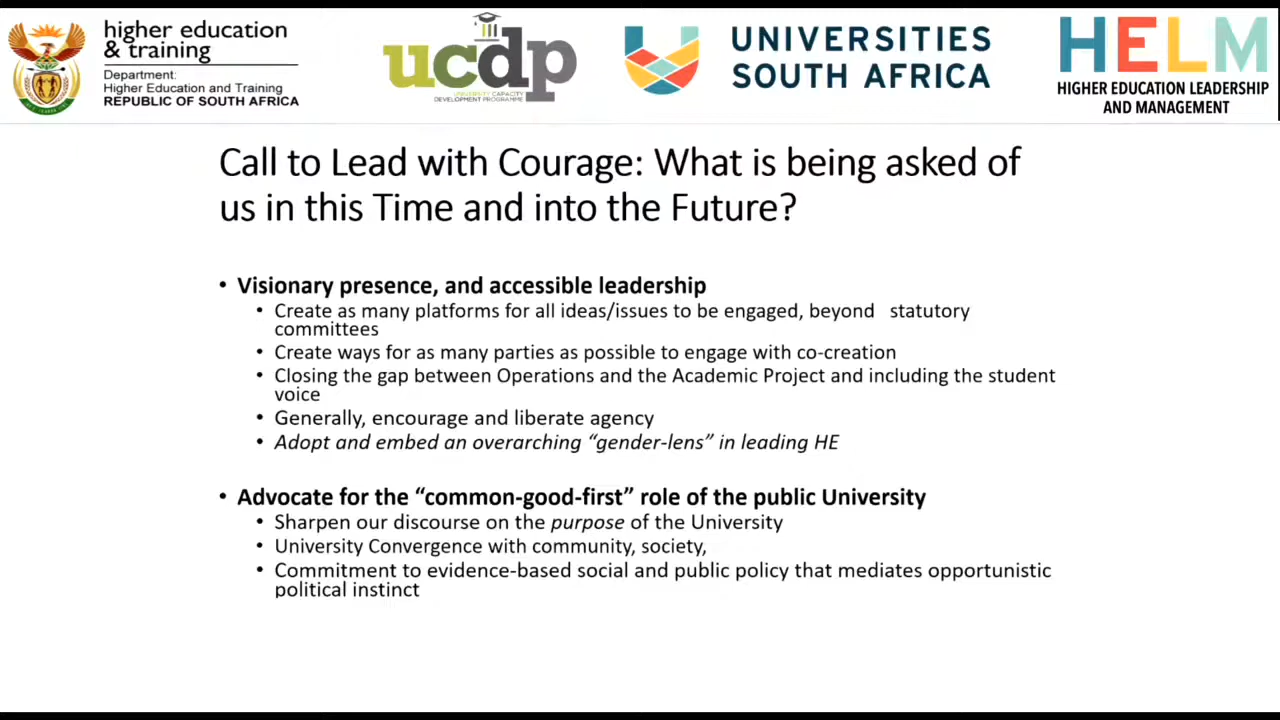 higher education
& training
Department:
Higher Education and Training
REPUBLIC OF SOUTH AFRICA
ucdp
UNIVERSITY CAPACITY
DEVELOPMENT PROGRAMME
UNIVERSITIES
SOUTH AFRICA
HELM
HIGHER EDUCATION LEADERSHIP
AND MANAGEMENT
Call to Lead with Courage: What is being asked of
us in this Time and into the Future?
• Visionary presence, and accessible leadership
• Create as many platforms for all ideas/issues to be engaged, beyond statutory
committees
• Create ways for as many parties as possible to engage with co-creation
• Closing the gap between Operations and the Academic Project and including the student
voice
• Generally, encourage and liberate agency
• Adopt and embed an overarching “gender-lens” in leading HE
• Advocate for the “common-good-first” role of the public University
• Sharpen our discourse on the purpose of the University
• University Convergence with community, society,
• Commitment to evidence-based social and public policy that mediates opportunistic
political instinct